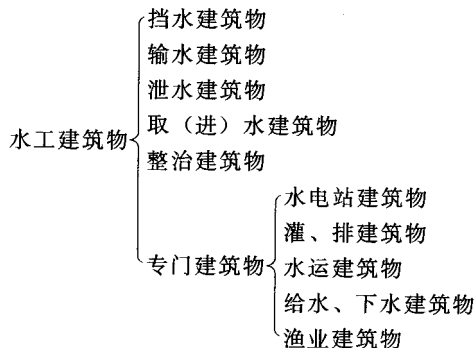 挡水建筑物
输水建筑物
泄水建筑物
取（进）水建筑物
水工建筑物
整治建筑物
专门建筑物
水电站建筑物
灌、排建筑物
水运建筑物
给水、下水建筑物
渔业建筑物